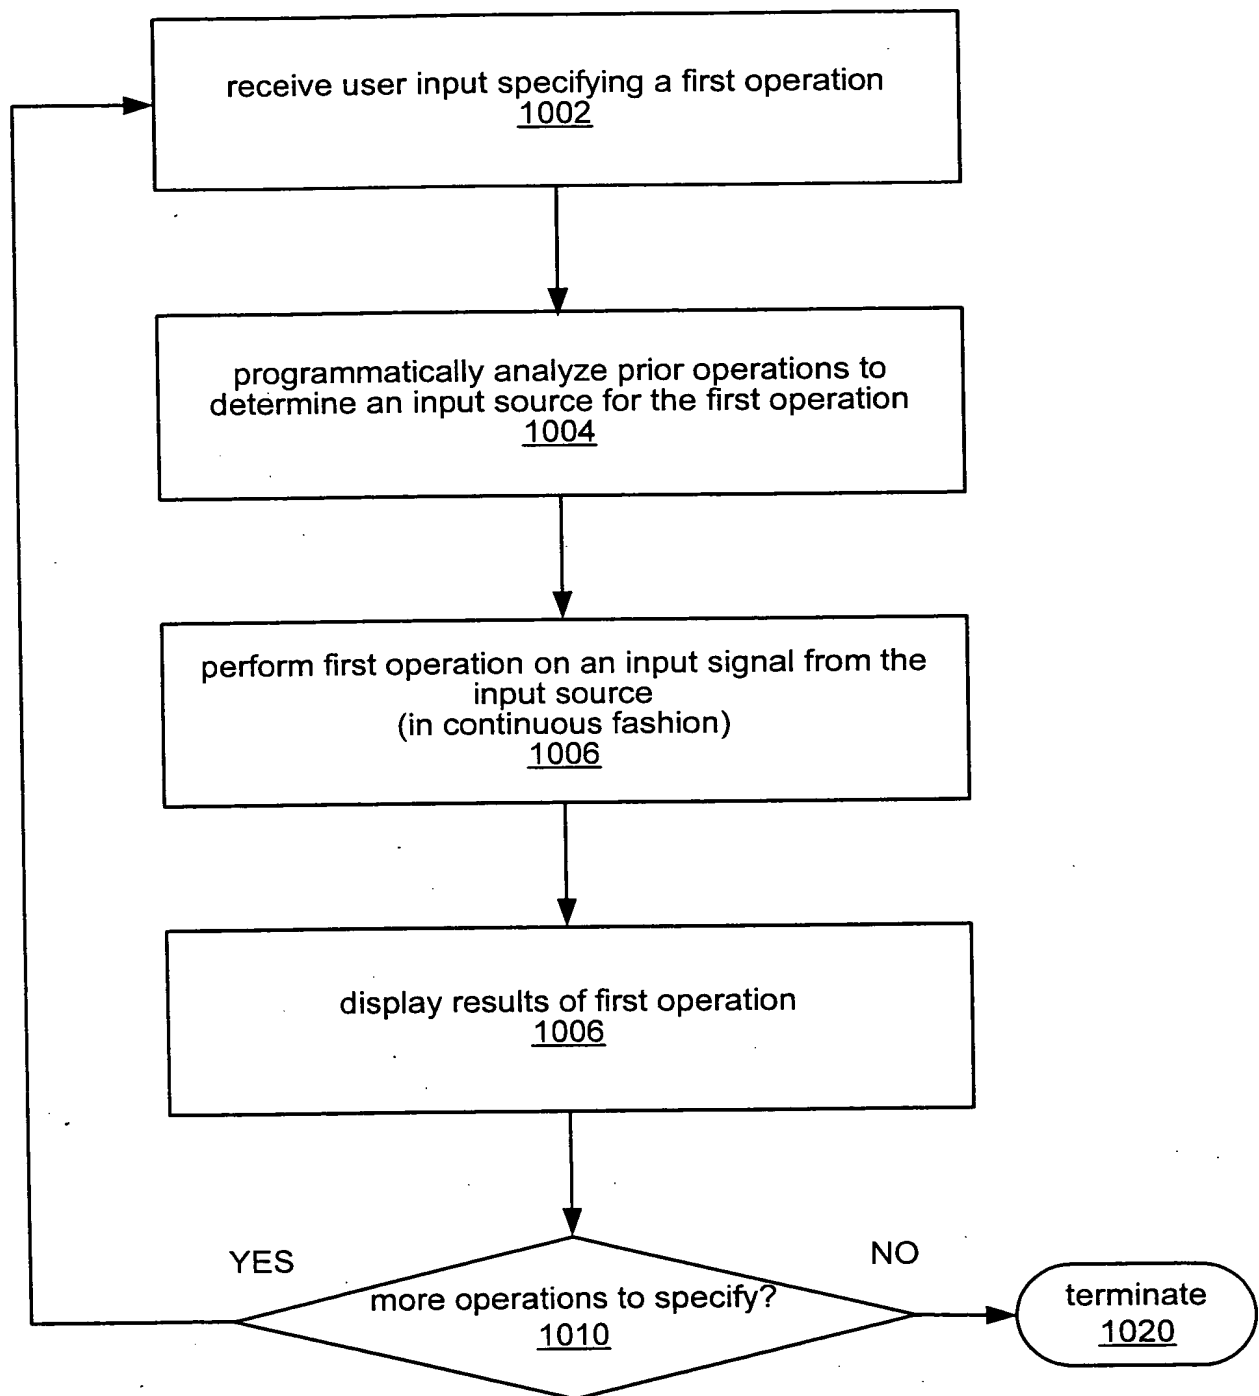 receive user input specifying a first operation
1002
programmatically analyze prior operations to
determine an input source for the first operation
1004
perform first operation on an input signal from the
input source
(in continuous fashion)
1006
display results of first operation
1006
YES
NO
more operations to specify?
1010
terminate
1020